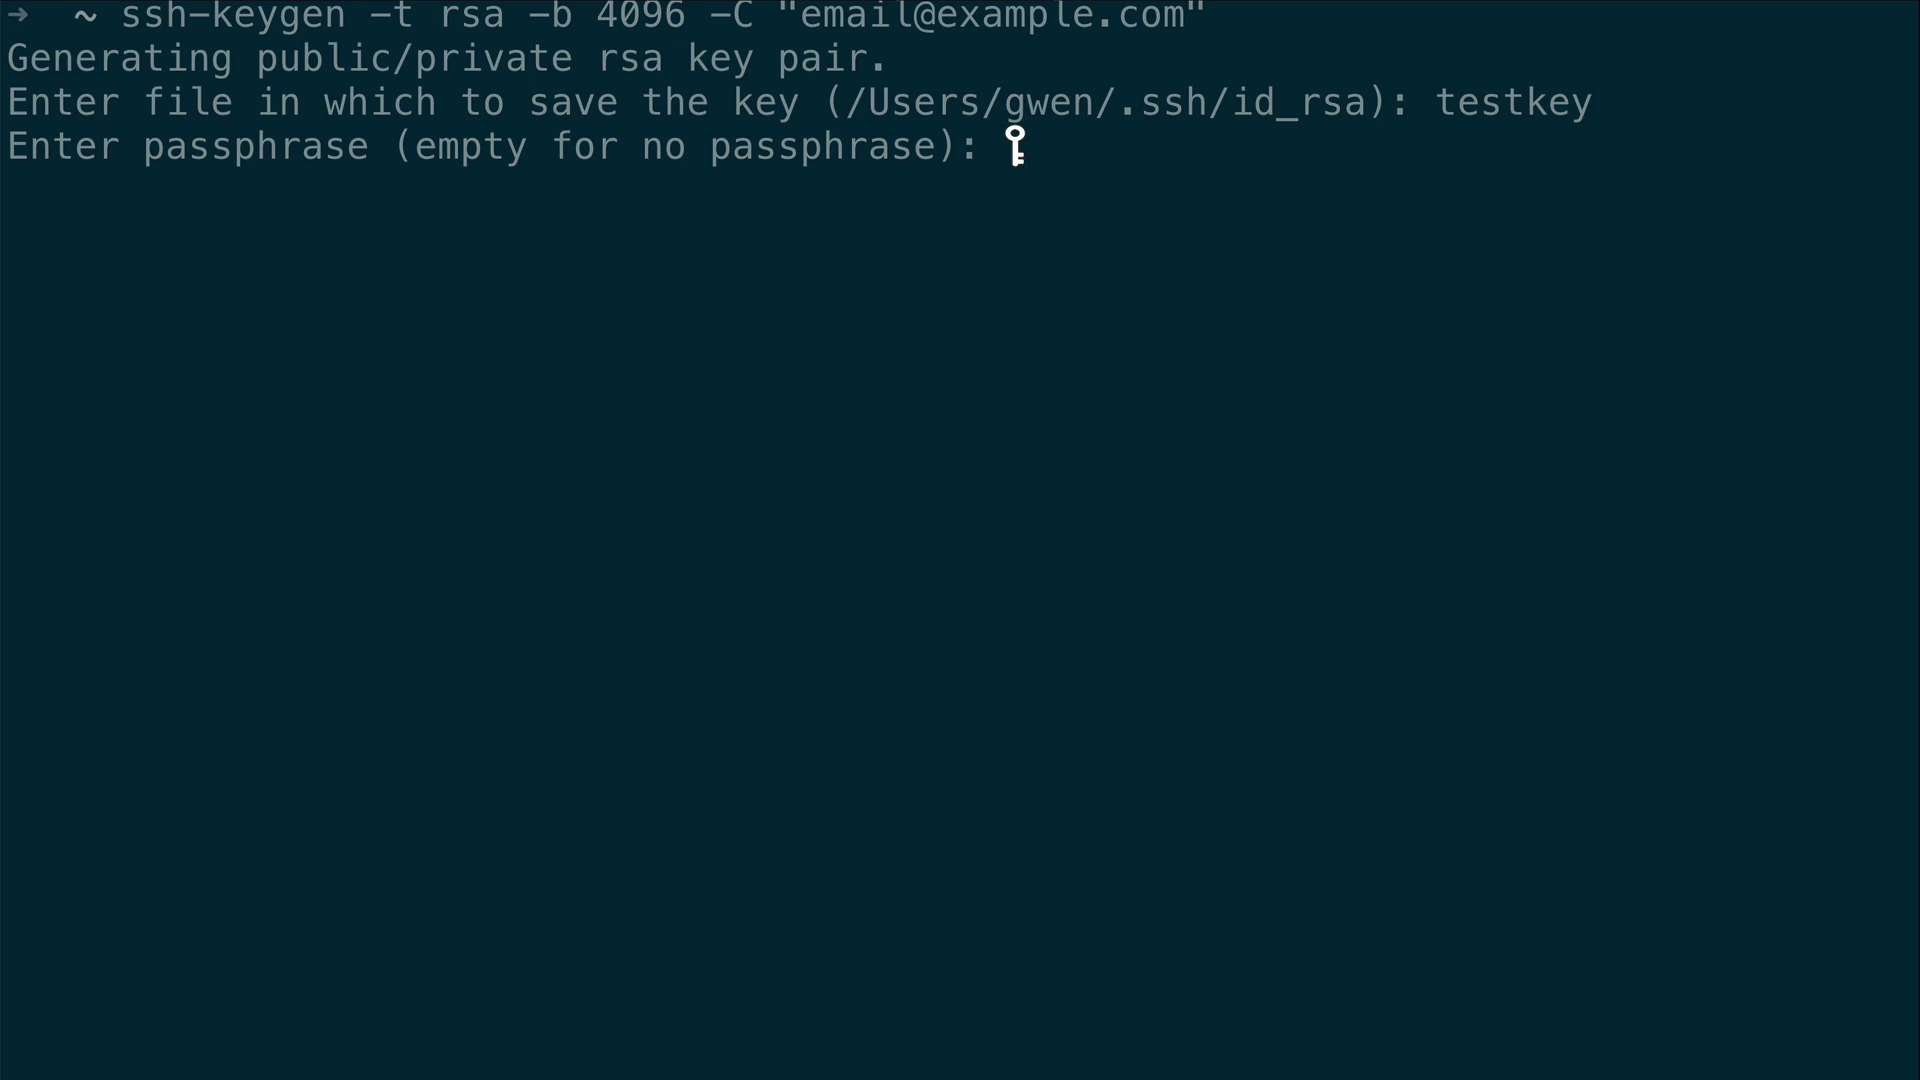 ➜  ~ ssh-keygen -t rsa -b 4096 -C "email@example.com"
Generating public/private rsa key pair.
Enter file in which to save the key (/Users/gwen/.ssh/id_rsa): testkey
Enter passphrase (empty for no passphrase):